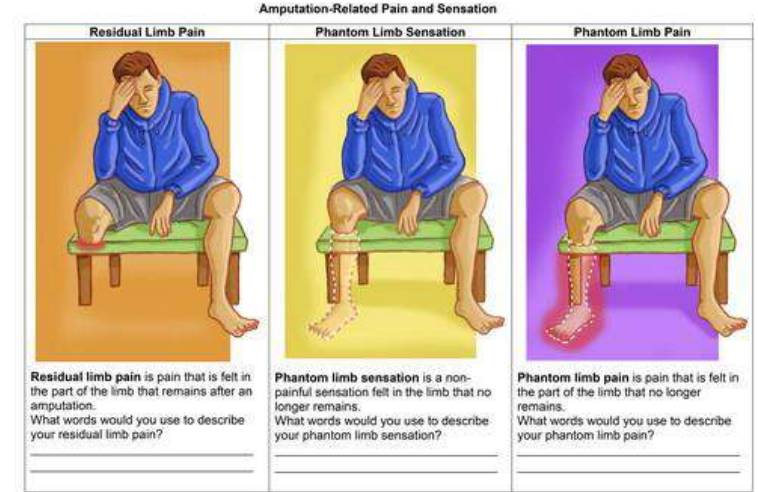 Amputation-Related Pain and Sensation
Residual Limb Pain
Phantom Limb Sensation
Phantom Limb Pain
Residual limb pain is pain that is felt in
the part of the limb that remains after an
amputation.
What words would you use to describe
your residual limb pain?
Phantom limb sensation is a non-
painful sensation felt in the limb that no
longer remains.
What words would you use to describe
your phantom limb sensation?
Phantom limb pain is pain that is felt in
the part of the limb that no longer
remains.
What words would you use to describe
your phantom limb pain?